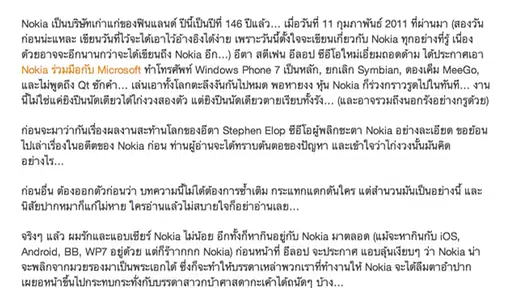 Nokia เป็นบริษัทเก่าแก่ของฟินแลนด์ ปีนี้เป็นปีที่ 146 ปีแล้ว… เมื่อวันที่ 11 กุมภาพันธ์ 2011 ที่ผ่านมา (สองวัน
ก่อนน่ะแหละ เขียนวันที่ไว้จะได้เอาไว้อ้างอิงได้ง่าย เพราะวันนี้ตั้งใจจะเขียนเกี่ยวกับ Nokia ทุกอย่างที่รู้ เนื่อง
ด้วยอาจจะอีกนานกว่าจะได้เขียนถึง Nokia อีก…) อีตา สตีเฟน อีลอป ซีอีโอใหม่เอี่ยมถอดด้าม ได้ประกาศเอา
Nokia ร่วมมือกับ Microsoft ทำโทรศัพท์ Windows Phone 7 เป็นหลัก, ยกเลิก Symbian, ดองเค็ม MeeGo,
และไม่พูดถึง Qt ซักคำ… เล่นเอาทั้งโลกตะลึงงันกันไปหมด พอหายงง หุ้น Nokia ก็ร่วงกราวรูดไปในทันที… งาน
นี้ไม่ใช่แค่ยิงปืนนัดเดียวได้ไก่งวงสองตัว แต่ยิงปืนนัดเดียวตายเรียบทั้งรัง… (และอาจรวมถึงนอกรังอย่างกรูด้วย)
ก่อนจะมาว่ากันเรื่องผลงานสะท้านโลกของอีตา Stephen Elop ซีอีโอผู้พลิกชะตา Nokia อย่างละเอียด ขอย้อน
ไปเล่าเรื่องในอดีตของ Nokia ก่อน ท่านผู้อ่านจะได้ทราบต้นตอของปัญหา และเข้าใจว่าไก่งวงนั้นมันคิด
อย่างไร…
ก่อนอื่น ต้องออกตัวก่อนว่า บทความนี้ไม่ได้ต้องการซ้ำเติม กระแทกแดกดันใคร แต่สำนวนมันเป็นอย่างนี้ และ
นิสัยปากหมาก็แก้ไม่หาย ใครอ่านแล้วไม่สบายใจก็อย่าอ่านเลย…
จริงๆ แล้ว ผมรักและแอบเชียร์ Nokia ไม่น้อย อีกทั้งก็หากินอยู่กับ Nokia มาตลอด (แม้จะหากินกับ iOS,
Android, BB, WP7 อยู่ด้วย แต่ก็ร๊ากกกก Nokia) ก่อนหน้าที่ อีลอป จะประกาศ แอบลุ้นเงียบๆ ว่า Nokia น่า
จะพลิกจากมวยรองมาเป็นพระเอกได้ ซึ่งก็จะทำให้บรรดาเหล่าพวกเราที่ทำงานให้ Nokia จะได้ลืมตาอ้าปาก
เผยอหน้าขึ้นไปกระทบกระทั่งกับบรรดาสาวกบ้าศาสดากะเค้าได้ถนัดๆ บ้าง…